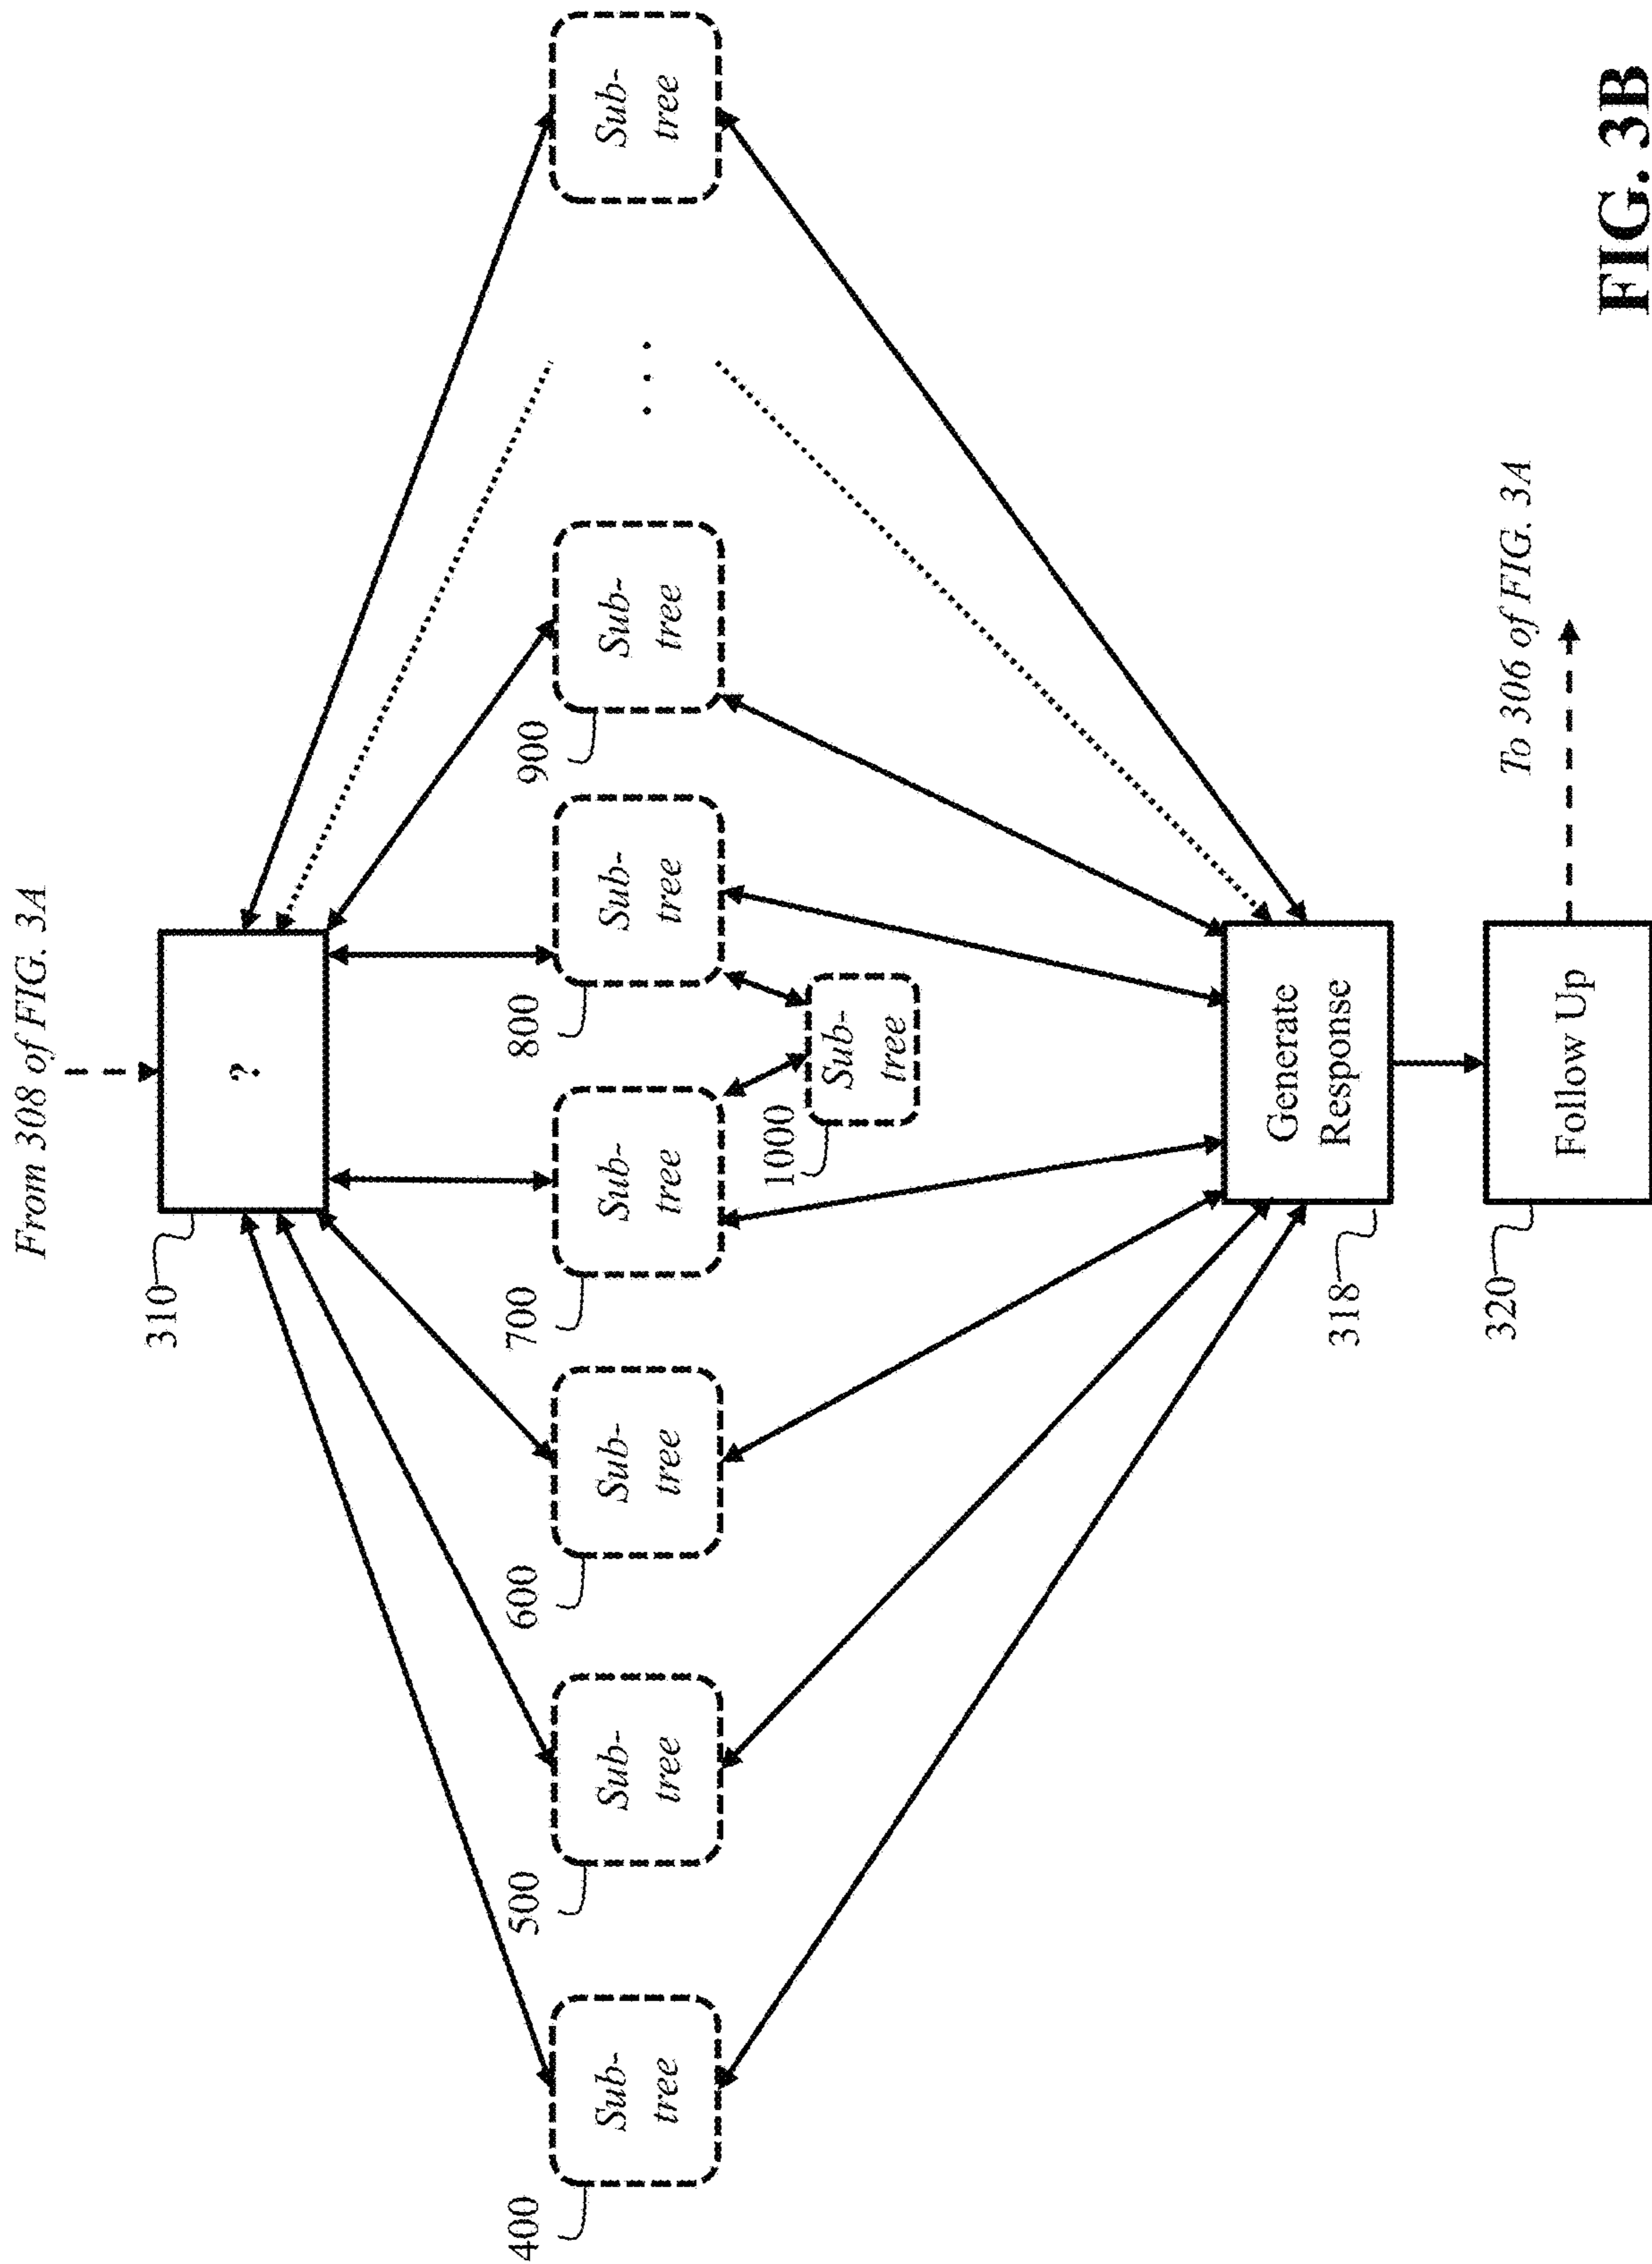 From 308 of FIG. 3A
310
?
400
Sub-
tree
500
Sub-
tree
600
Sub-
tree
700
Sub-
tree
800
Sub-
tree
900
Sub-
tree
. . .
Sub-
tree
1000
Sub-
tree
318
Generate
Response
320
Follow Up
To 306 of FIG. 3A
FIG. 3B